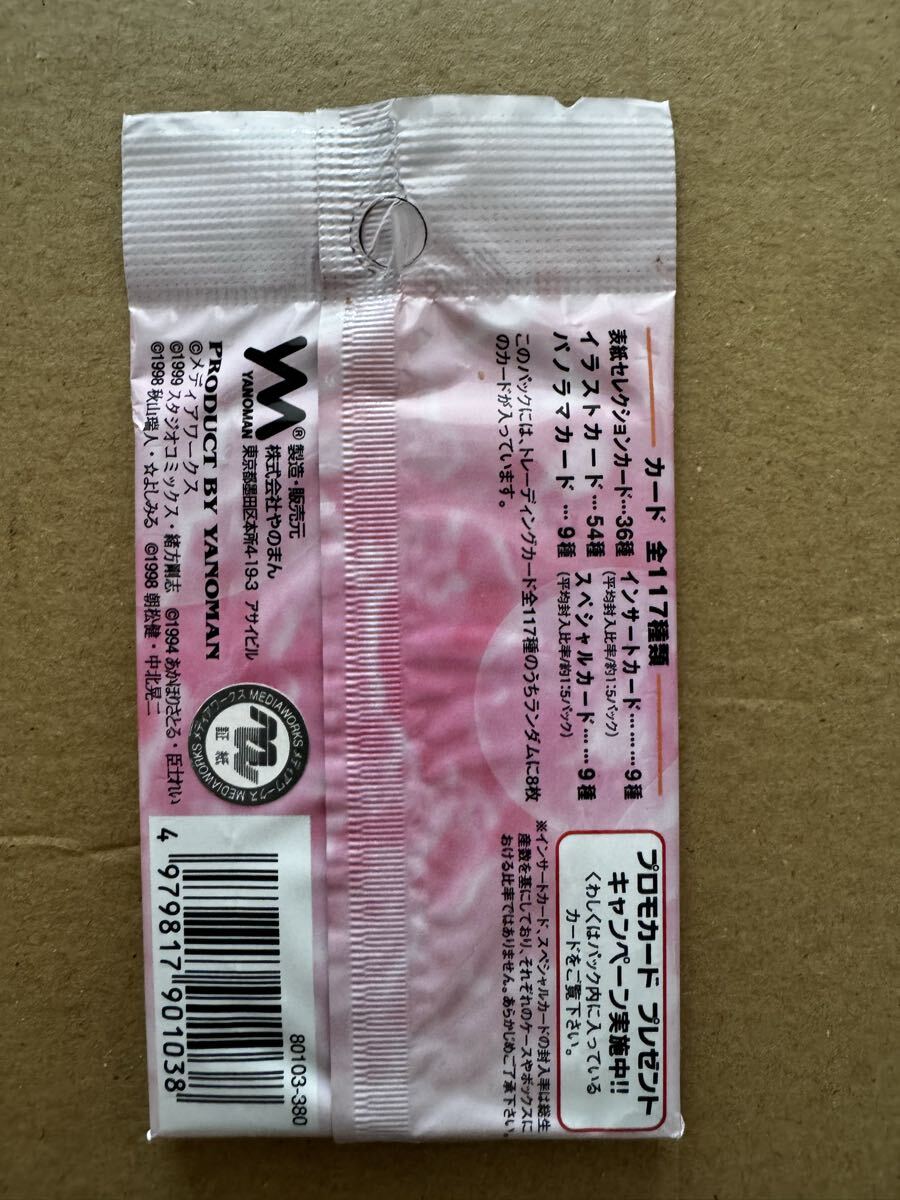 カード 全117種類
表紙セレクションカード…36種
イラストカード…54種
パノラマカード…9種
インサートカード………9種
(平均封入比率/約1:5パック)
スペシャルカード……9種
(平均封入比率/約1:5パック)
このパックには、トレーディングカード全117種のうちランダムに8枚
のカードが入っています。
プロモカード プレゼント
キャンペーン実施中!!
くわしくはパック内に入っている
カードをご覧下さい。
※インサートカード、スペシャルカードの封入率は総生
産数を基にしており、それぞれのケースやボックスに
おける比率ではありません。あらかじめご了承下さい。
YANOMAN
®
製造・販売元
株式会社やのまん
東京都墨田区本所4-19-3 アサイビル
PRODUCT BY YANOMAN
©メディアワークス
©1999 スタジオコミックス・緒方剛志 ©1994 あかほりさとる・臣士れい
©1998 秋山瑞人・☆よしみる ©1998 朝松健・中北晃二
メディアワークス MEDIAWORKS メディアワークス MEDIAWORKS
証紙
80103-380
4 979817 901038